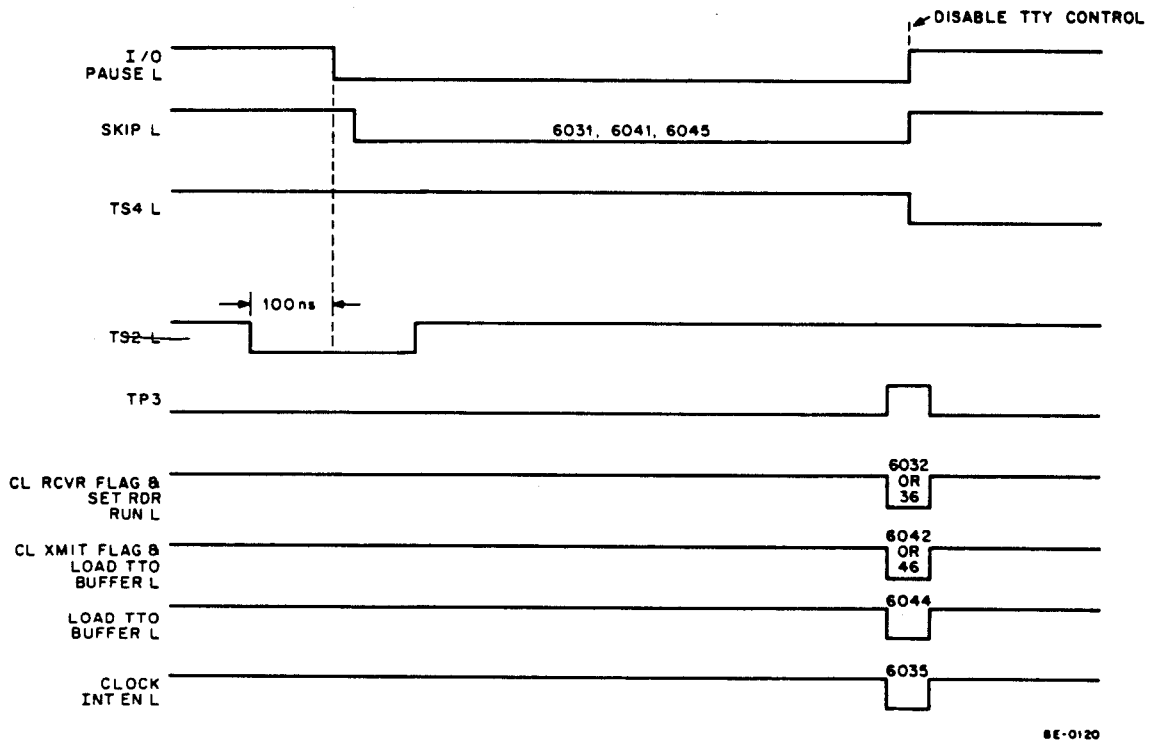 DISABLE TTY CONTROL
I/O
PAUSE L
SKIP L
6031, 6041, 6045
TS4 L
100ns
TS2 L
TP3
CL RCVR FLAG &
SET RDR
RUN L
6032
OR
36
CL XMIT FLAG &
LOAD TTO
BUFFER L
6042
OR
46
LOAD TTO
BUFFER L
6044
CLOCK
INT EN L
6035
8E-0120